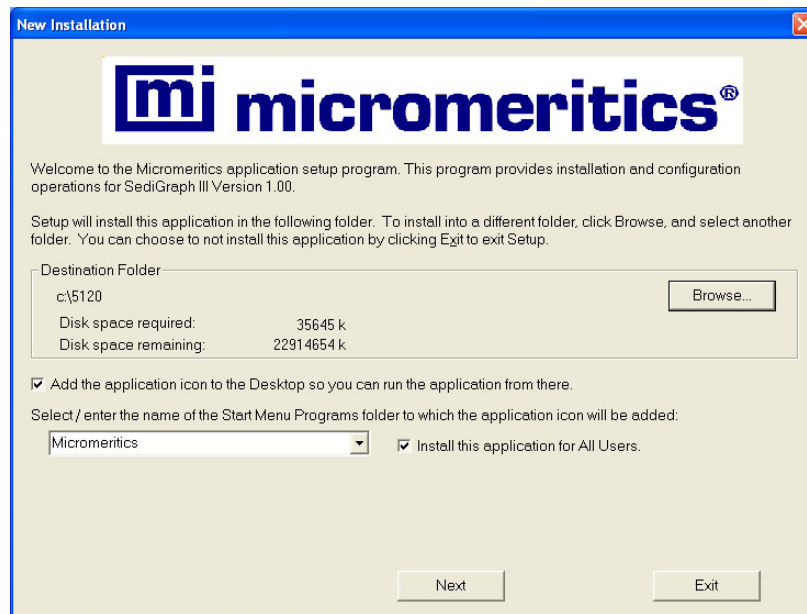 New Installation
mi micromeritics®
Welcome to the Micromeritics application setup program. This program provides installation and configuration
operations for SediGraph III Version 1.00.
Setup will install this application in the following folder. To install into a different folder, click Browse, and select another
folder. You can choose to not install this application by clicking Exit to exit Setup.
Destination Folder
c:\5120
Browse...
Disk space required: 35645 k
Disk space remaining: 22914654 k
Add the application icon to the Desktop so you can run the application from there.
Select / enter the name of the Start Menu Programs folder to which the application icon will be added:
Micromeritics
Install this application for All Users.
Next
Exit